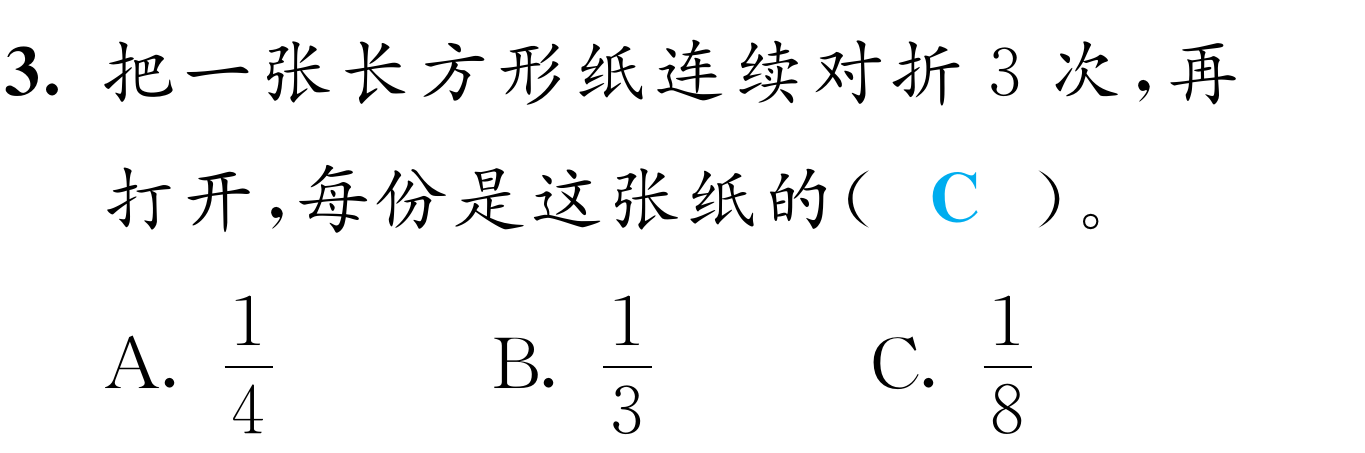 3. 把一张长方形纸连续对折 3 次,再
打开,每份是这张纸的( C )。
A. 1/4 B. 1/3 C. 1/8